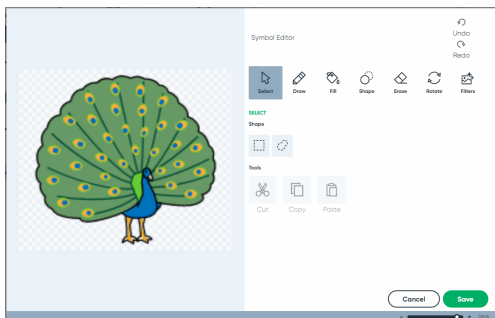 Symbol Editor
Undo
Redo
Select Draw Fill Shape Erase Rotate Filters
SELECT
Shape
Tools
Cut Copy Paste
Cancel Save